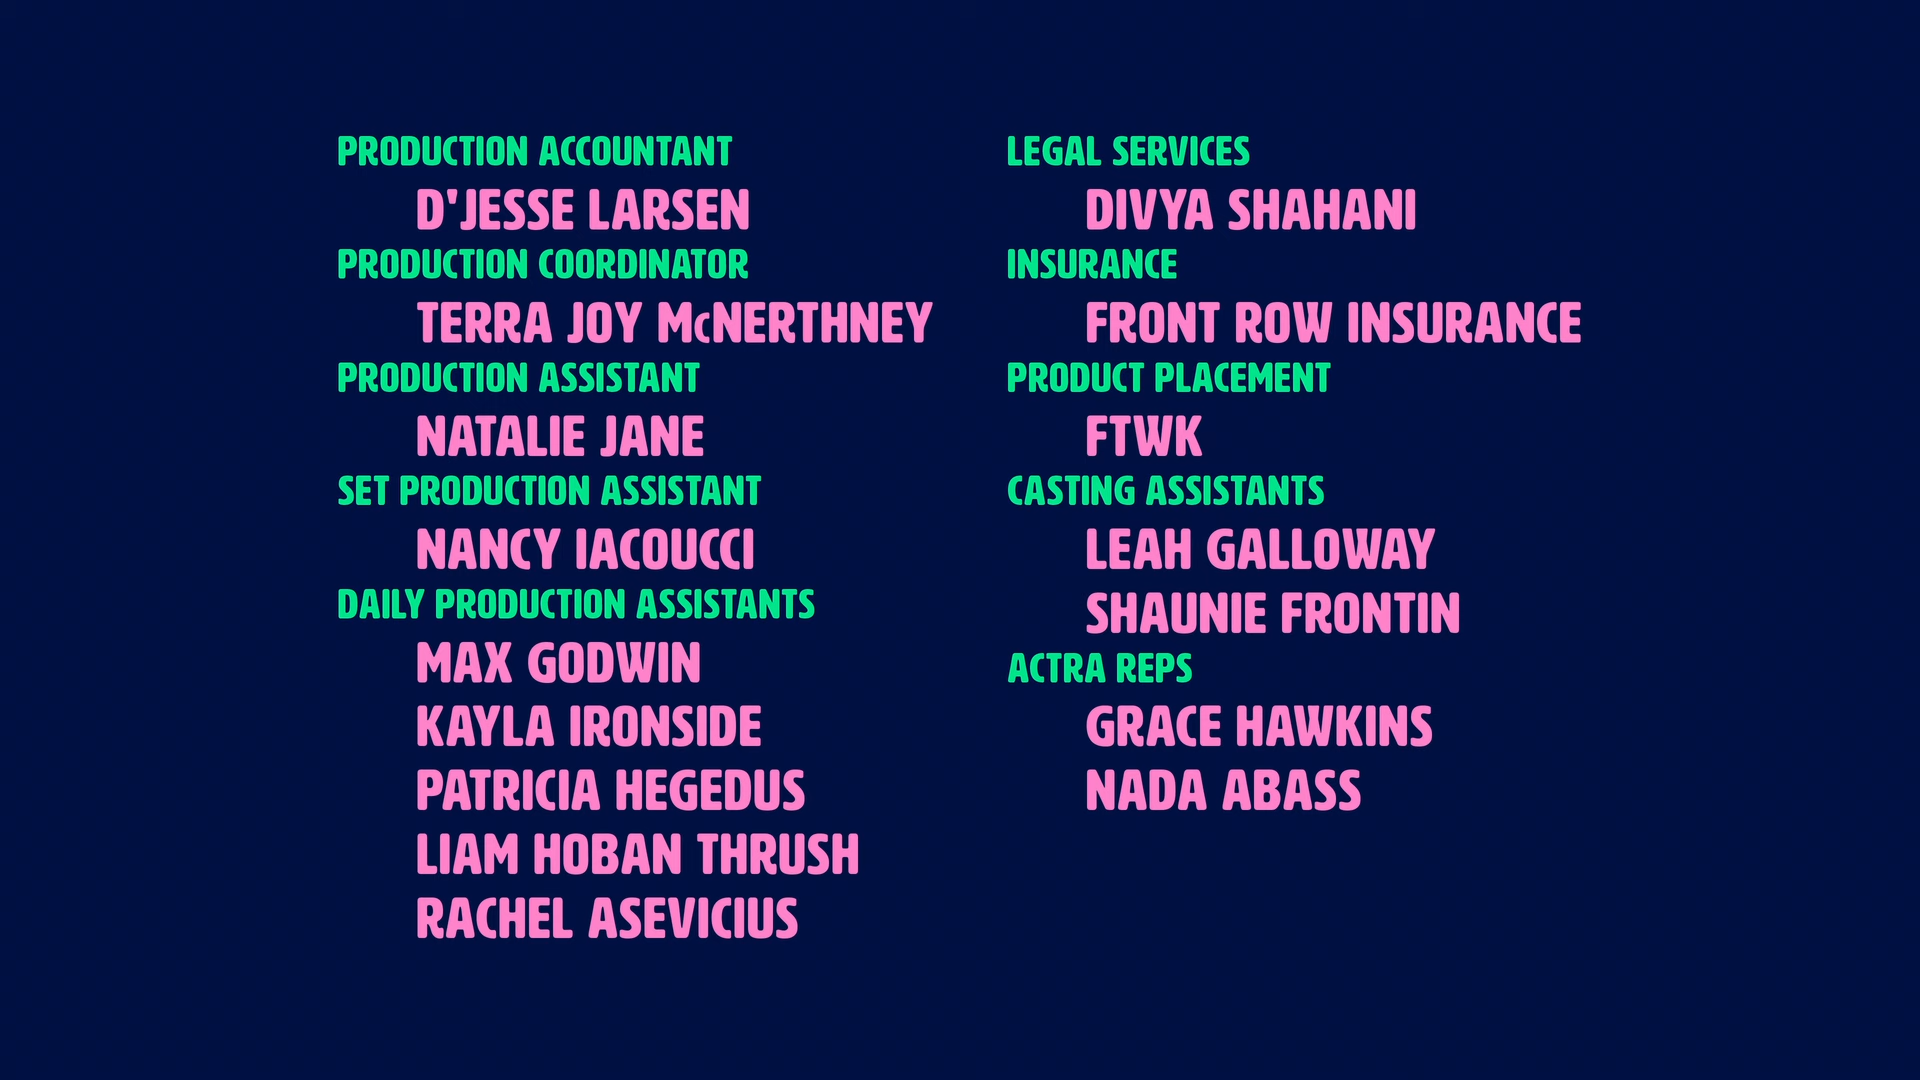 PRODUCTION ACCOUNTANT
D'JESSE LARSEN
PRODUCTION COORDINATOR
TERRA JOY McNERTHNEY
PRODUCTION ASSISTANT
NATALIE JANE
SET PRODUCTION ASSISTANT
NANCY IACOUCCI
DAILY PRODUCTION ASSISTANTS
MAX GODWIN
KAYLA IRONSIDE
PATRICIA HEGEDUS
LIAM HOBAN THRUSH
RACHEL ASEVICIUS
LEGAL SERVICES
DIVYA SHAHANI
INSURANCE
FRONT ROW INSURANCE
PRODUCT PLACEMENT
FTWK
CASTING ASSISTANTS
LEAH GALLOWAY
SHAUNIE FRONTIN
ACTRA REPS
GRACE HAWKINS
NADA ABASS